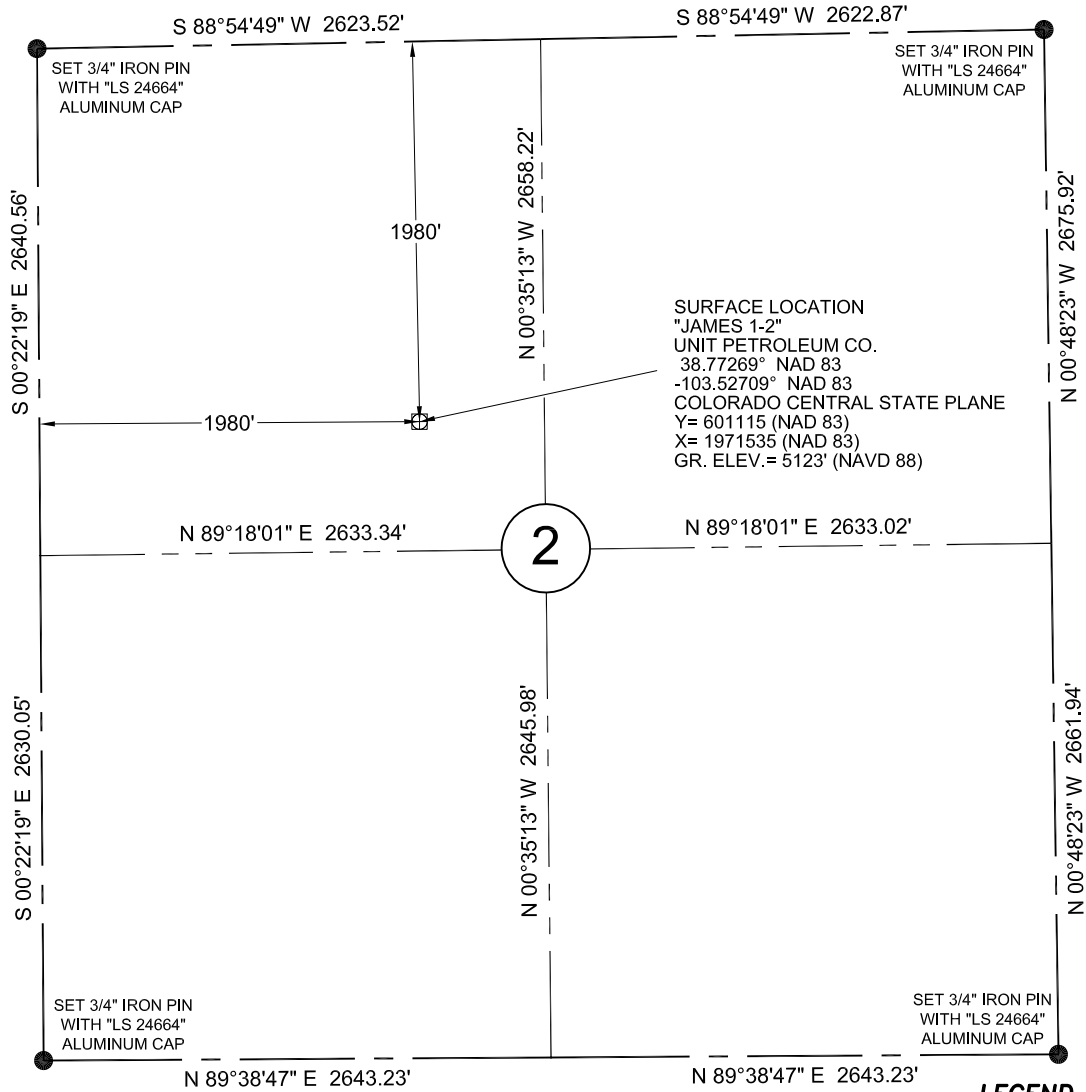 S 88°54'49" W 2623.52'
S 88°54'49" W 2622.87'
SET 3/4" IRON PIN
WITH "LS 24664"
ALUMINUM CAP
SET 3/4" IRON PIN
WITH "LS 24664"
ALUMINUM CAP
S 00°22'19" E 2640.56'
1980'
N 00°35'13" W 2658.22'
N 00°48'23" W 2675.92'
SURFACE LOCATION
"JAMES 1-2"
UNIT PETROLEUM CO.
38.77269° NAD 83
-103.52709° NAD 83
COLORADO CENTRAL STATE PLANE
Y= 601115 (NAD 83)
X= 1971535 (NAD 83)
GR. ELEV.= 5123' (NAVD 88)
1980'
N 89°18'01" E 2633.34'
N 89°18'01" E 2633.02'
2
S 00°22'19" E 2630.05'
N 00°35'13" W 2645.98'
N 00°48'23" W 2661.94'
SET 3/4" IRON PIN
WITH "LS 24664"
ALUMINUM CAP
SET 3/4" IRON PIN
WITH "LS 24664"
ALUMINUM CAP
N 89°38'47" E 2643.23'
N 89°38'47" E 2643.23'
LEGEND